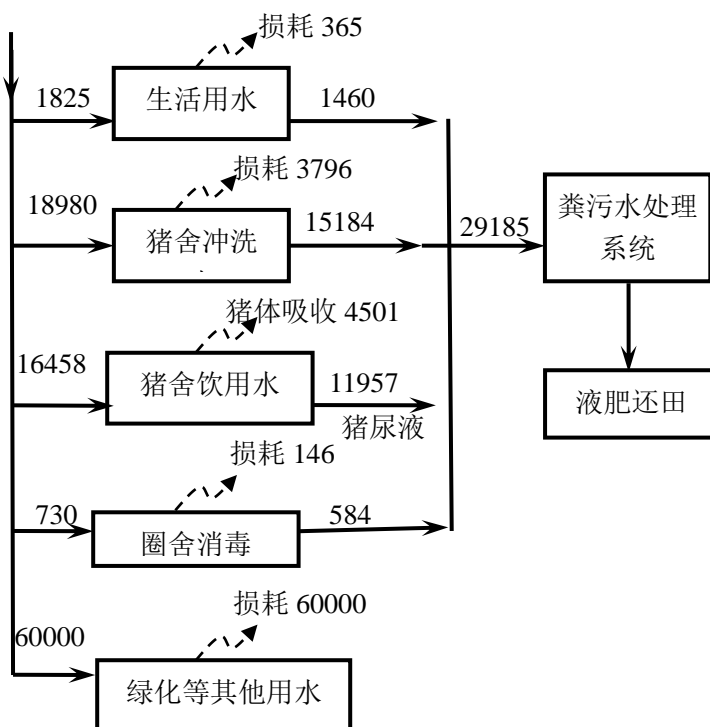 损耗 365
1825
生活用水
1460
损耗 3796
18980
猪舍冲洗
15184
29185
粪污水处理
系统
猪体吸收 4501
16458
猪舍饮用水
11957
猪尿液
液肥还田
损耗 146
730
圈舍消毒
584
损耗 60000
60000
绿化等其他用水